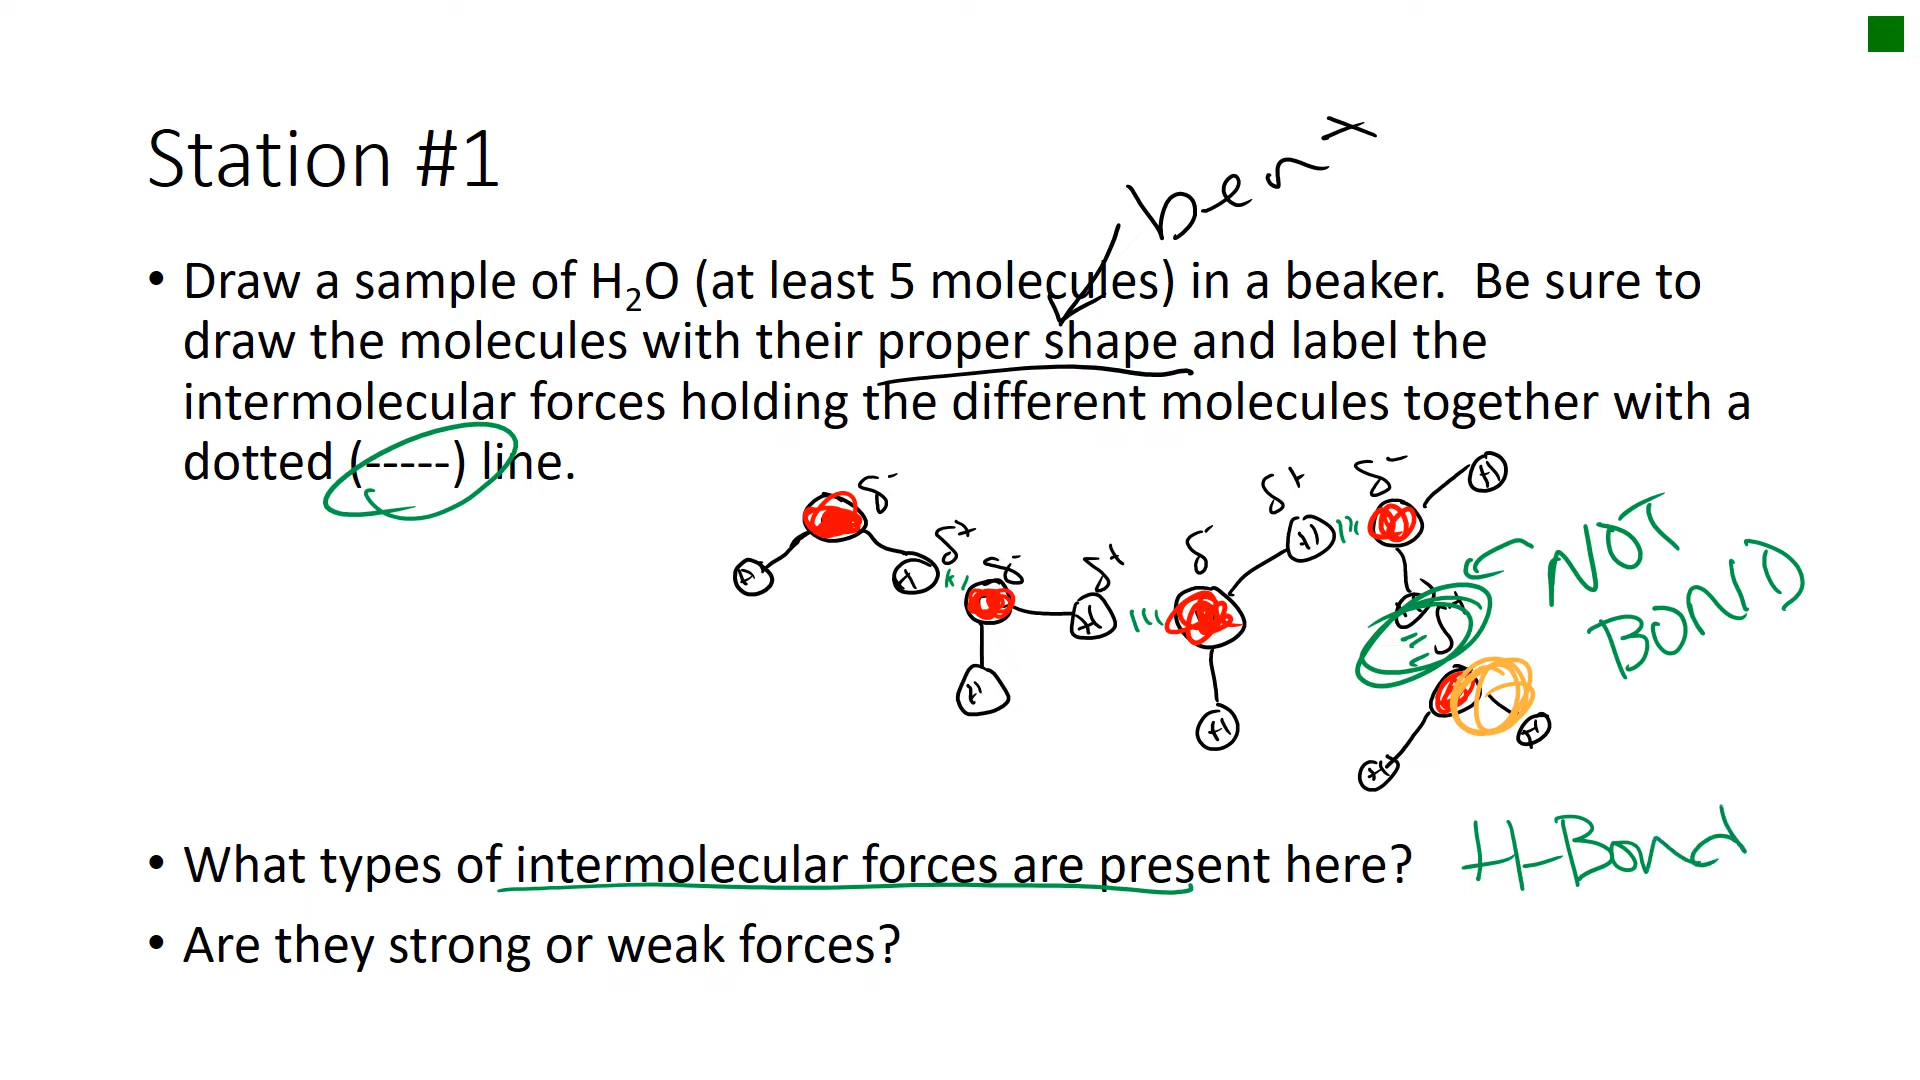 Station #1
bent
• Draw a sample of H₂O (at least 5 molecules) in a beaker. Be sure to
draw the molecules with their proper shape and label the
intermolecular forces holding the different molecules together with a
dotted (-----) line.
δ- δ+ δ- δ+ δ- δ+ δ-
H H H H H H H H H
δ+
NOT
BOND
• What types of intermolecular forces are present here? H-Bond
• Are they strong or weak forces?